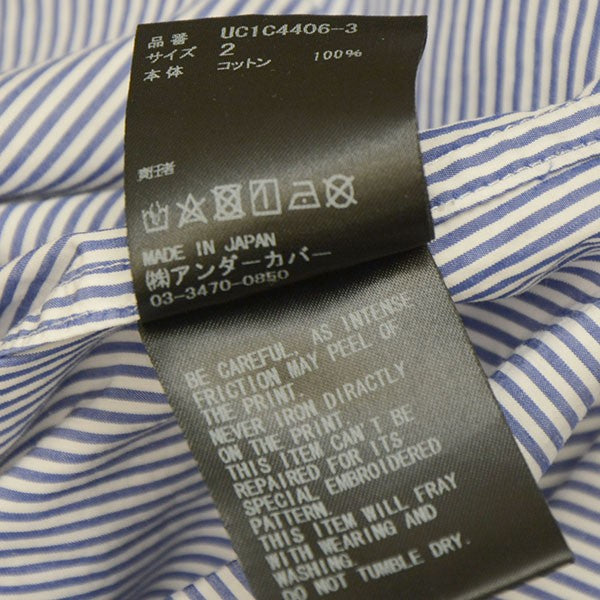 品番 UC1C4406-3
サイズ 2
本体 コットン 100%
責任者
MADE IN JAPAN
㈱アンダーカバー
03-3470-0850
BE CAREFUL, AS INTENSE
FRICTION MAY PEEL OF
THE PRINT.
NEVER IRON DIRACTLY
ON THE PRINT.
THIS ITEM CAN'T BE
REPAIRED FOR ITS
SPECIAL EMBROIDERED
PATTERN.
THIS ITEM WILL FRAY
WITH WEARING AND
WASHING.
DO NOT TUMBLE DRY.